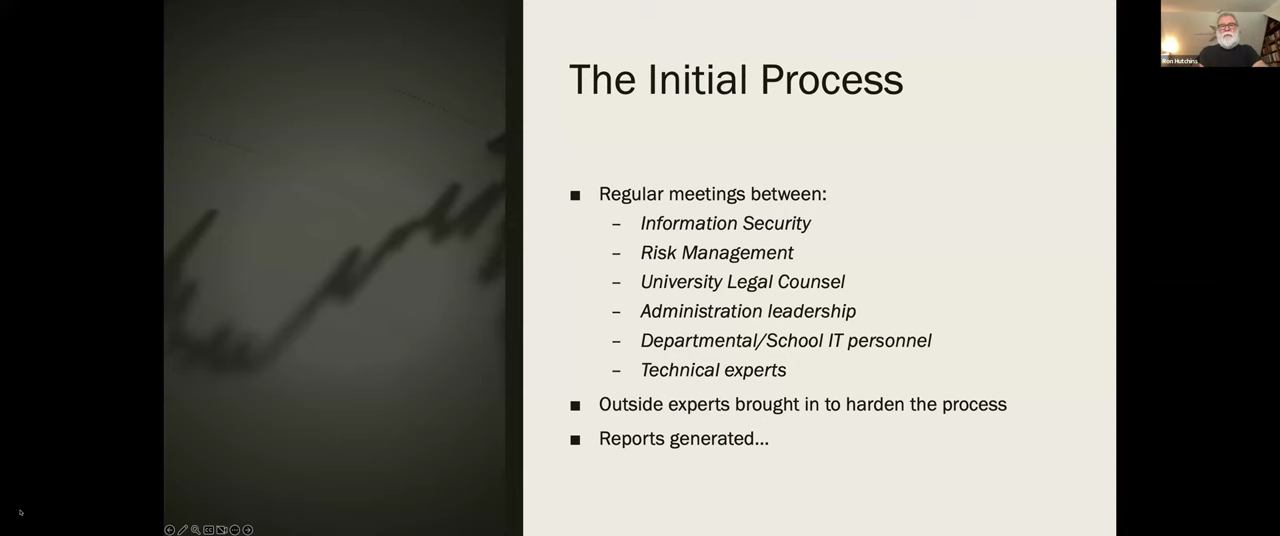 The Initial Process
Ron Hutchins
■ Regular meetings between:
– Information Security
– Risk Management
– University Legal Counsel
– Administration leadership
– Departmental/School IT personnel
– Technical experts
■ Outside experts brought in to harden the process
■ Reports generated...